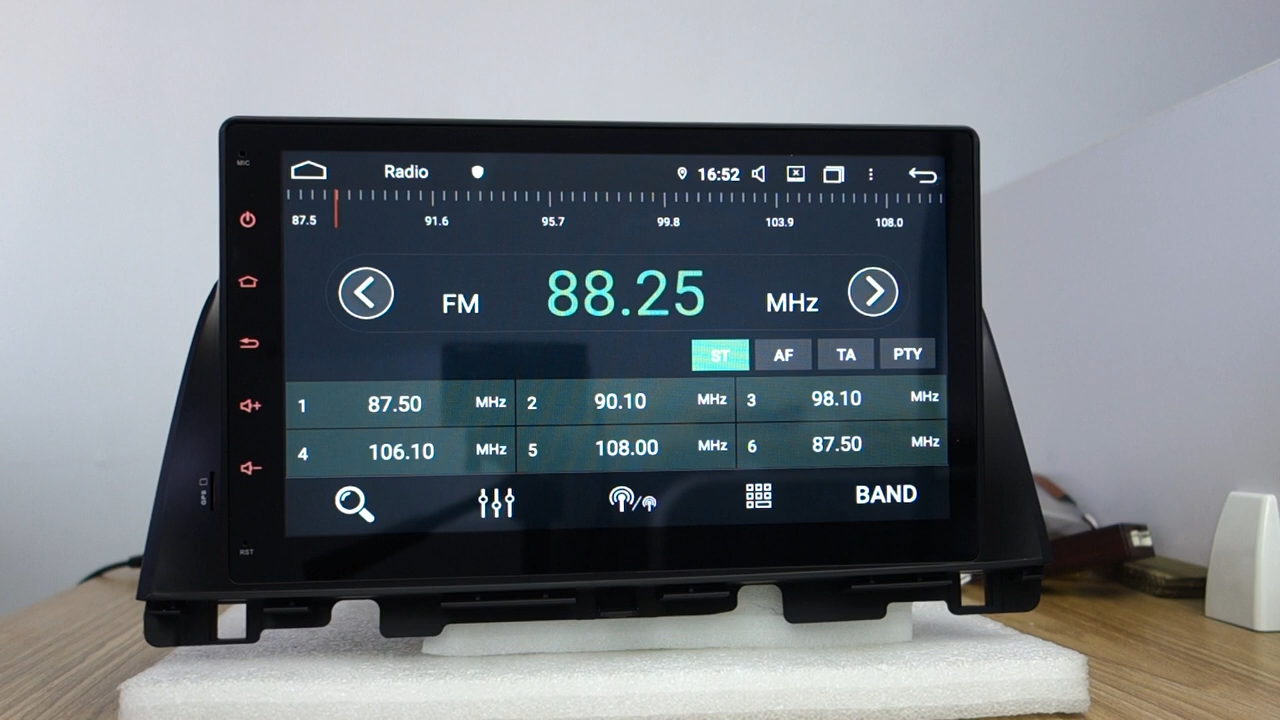 MIC
Radio 16:52
87.5 91.6 95.7 99.8 103.9 108.0
FM 88.25 MHz
ST AF TA PTY
1 87.50 MHz 2 90.10 MHz 3 98.10 MHz
4 106.10 MHz 5 108.00 MHz 6 87.50 MHz
BAND
GPS
RST